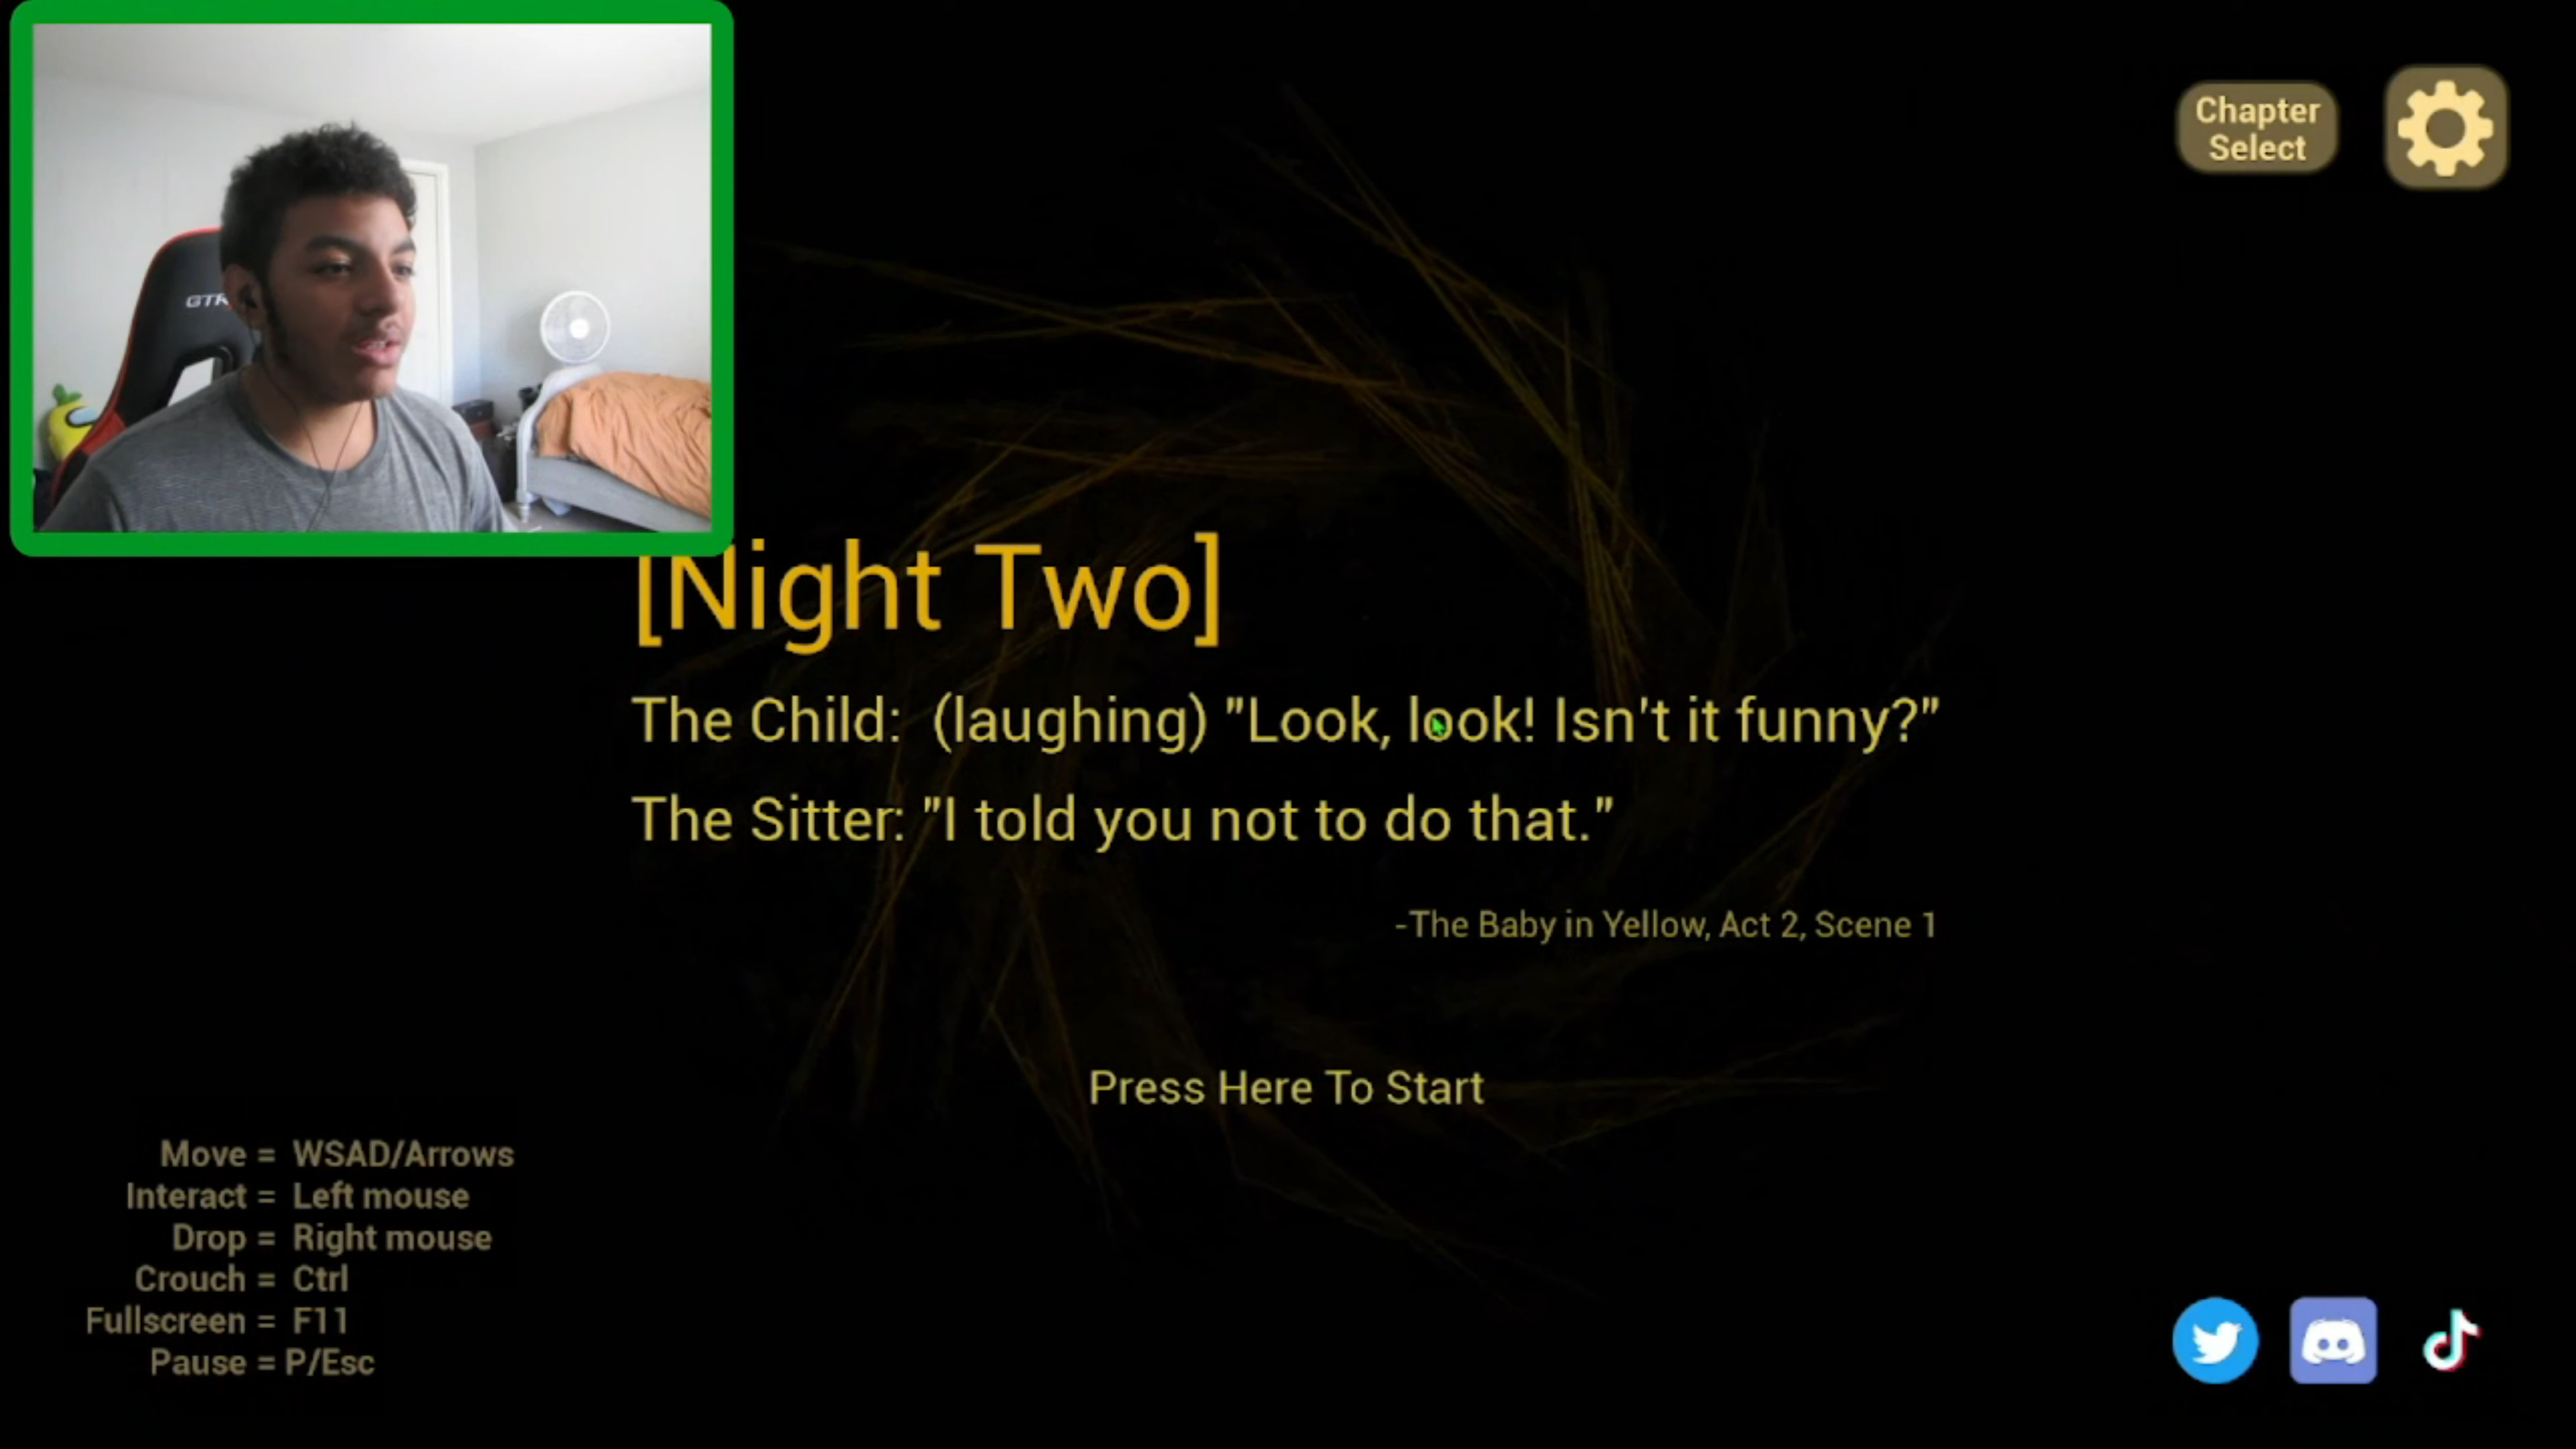 GTR
Chapter
Select
[Night Two]
The Child: (laughing) "Look, look! Isn't it funny?"
The Sitter: "I told you not to do that."
-The Baby in Yellow, Act 2, Scene 1
Press Here To Start
Move = WSAD/Arrows
Interact = Left mouse
Drop = Right mouse
Crouch = Ctrl
Fullscreen = F11
Pause = P/Esc